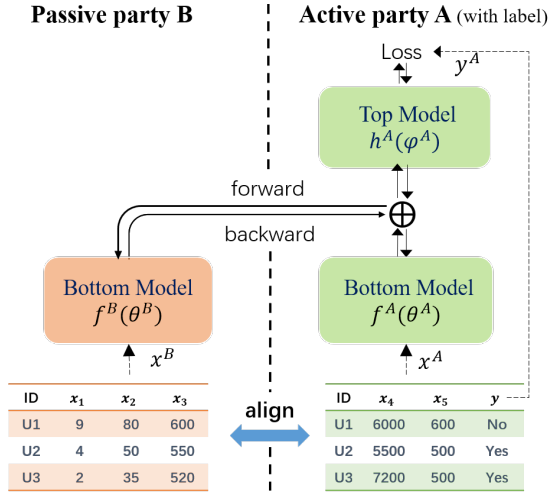 Passive party B
Active party A (with label)
Loss
y^A
Top Model
h^A(φ^A)
forward
⊕
backward
Bottom Model
f^B(θ^B)
Bottom Model
f^A(θ^A)
x^B
x^A
ID x₁ x₂ x₃
U1 9 80 600
U2 4 50 550
U3 2 35 520
align
ID x₄ x₅ y
U1 6000 600 No
U2 5500 500 Yes
U3 7200 500 Yes